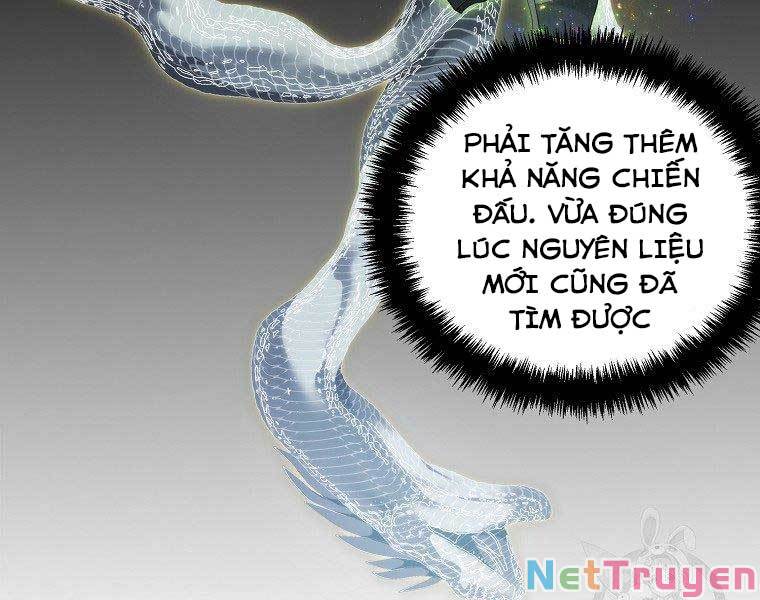 PHẢI TĂNG THÊM
KHẢ NĂNG CHIẾN
ĐẤU. VỪA ĐÚNG
LÚC NGUYÊN LIỆU
MỚI CŨNG ĐÃ
TÌM ĐƯỢC
NetTruyen